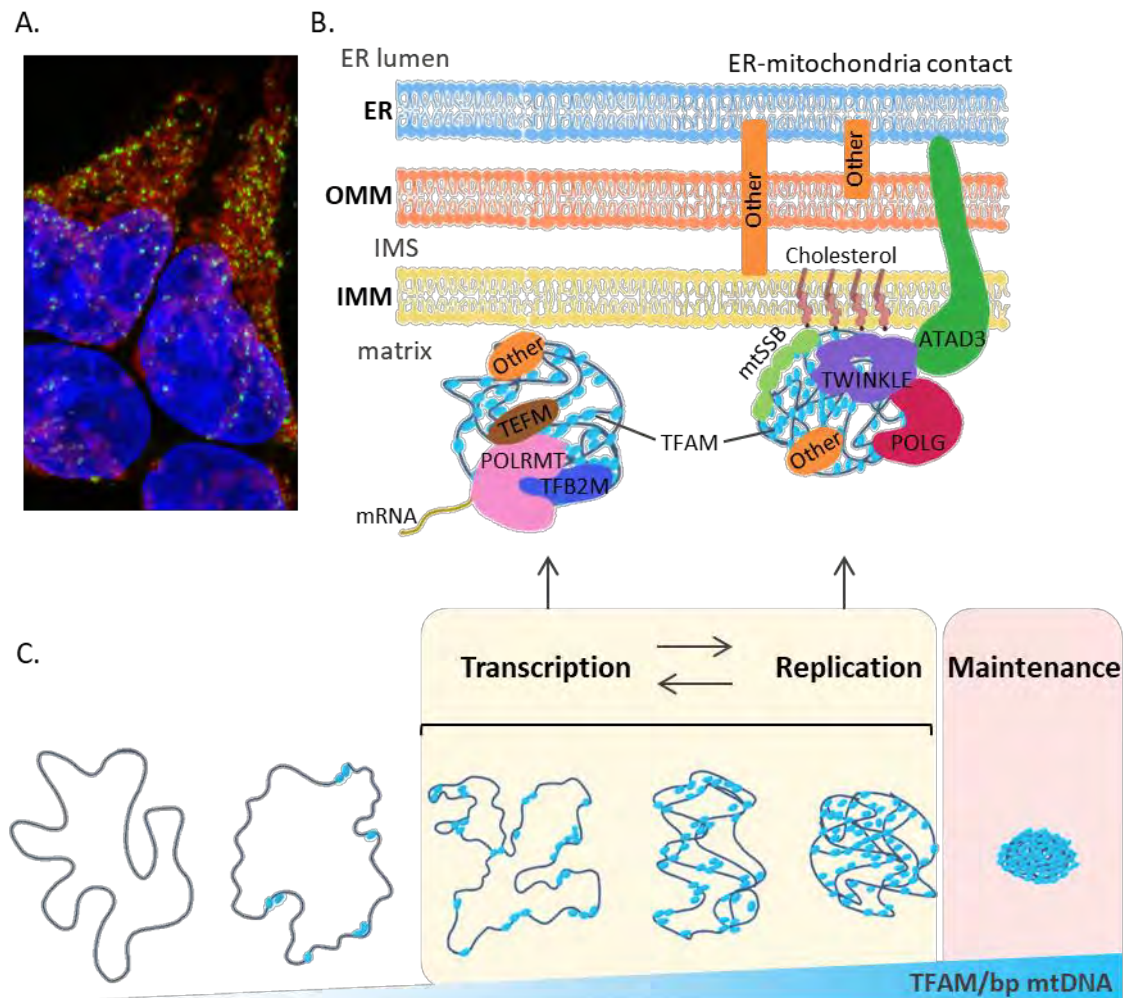 A.
B.
ER lumen
ER-mitochondria contact
ER
Other
Other
OMM
IMS
Cholesterol
IMM
matrix
Other
mtSSB
ATAD3
TWINKLE
TEFM
TFAM
POLRMT
Other
POLG
TFB2M
mRNA
C.
Transcription
Replication
Maintenance
TFAM/bp mtDNA